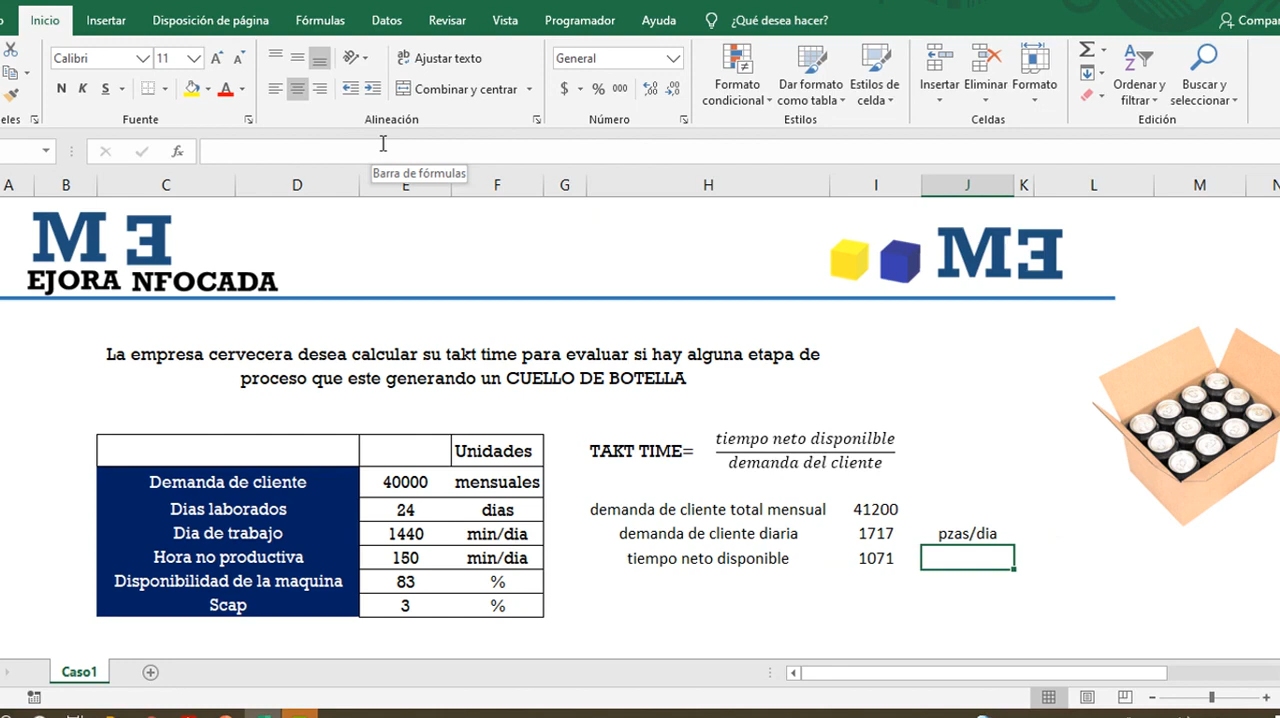 Inicio Insertar Disposición de página Fórmulas Datos Revisar Vista Programador Ayuda ¿Qué desea hacer?
Calibri 11 Ajustar texto General
N K S Combinar y centrar $ % 000
Formato condicional Dar formato como tabla Estilos de celda Insertar Eliminar Formato Ordenar y filtrar Buscar y seleccionar
Fuente Alineación Número Estilos Celdas Edición
fx
Barra de fórmulas
A B C D E F G H I J K L M
M E
EJORA NFOCADA
ME
La empresa cervecera desea calcular su takt time para evaluar si hay alguna etapa de
proceso que este generando un CUELLO DE BOTELLA
Unidades
Demanda de cliente 40000 mensuales
Dias laborados 24 dias
Dia de trabajo 1440 min/dia
Hora no productiva 150 min/dia
Disponibilidad de la maquina 83 %
Scap 3 %
TAKT TIME= tiempo neto disponilble
demanda del cliente
demanda de cliente total mensual 41200
demanda de cliente diaria 1717 pzas/dia
tiempo neto disponible 1071
Caso1